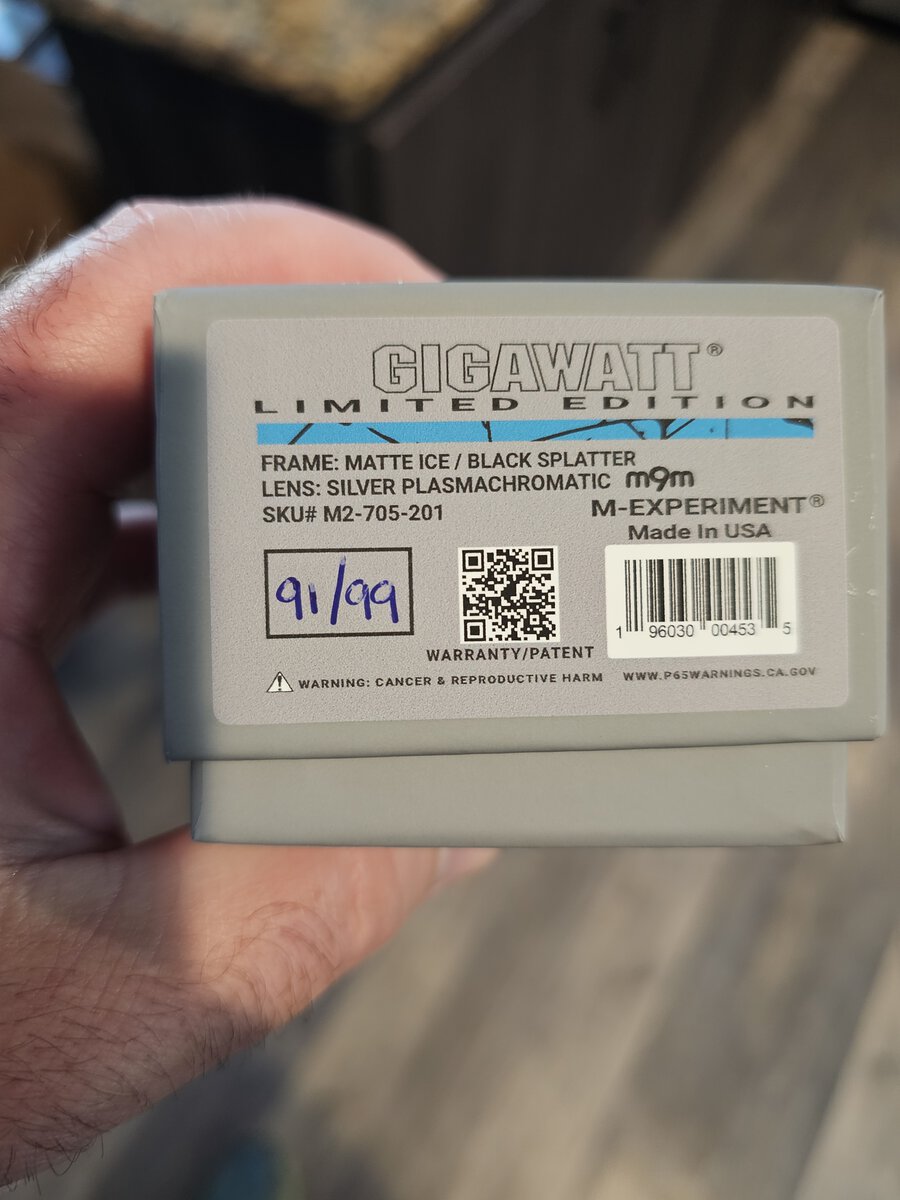 GIGAWATT®
LIMITED EDITION
FRAME: MATTE ICE / BLACK SPLATTER
LENS: SILVER PLASMACHROMATIC
SKU# M2-705-201
m9m
M-EXPERIMENT®
Made In USA
91/99
WARRANTY/PATENT
1 96030 00453 5
WARNING: CANCER & REPRODUCTIVE HARM WWW.P65WARNINGS.CA.GOV